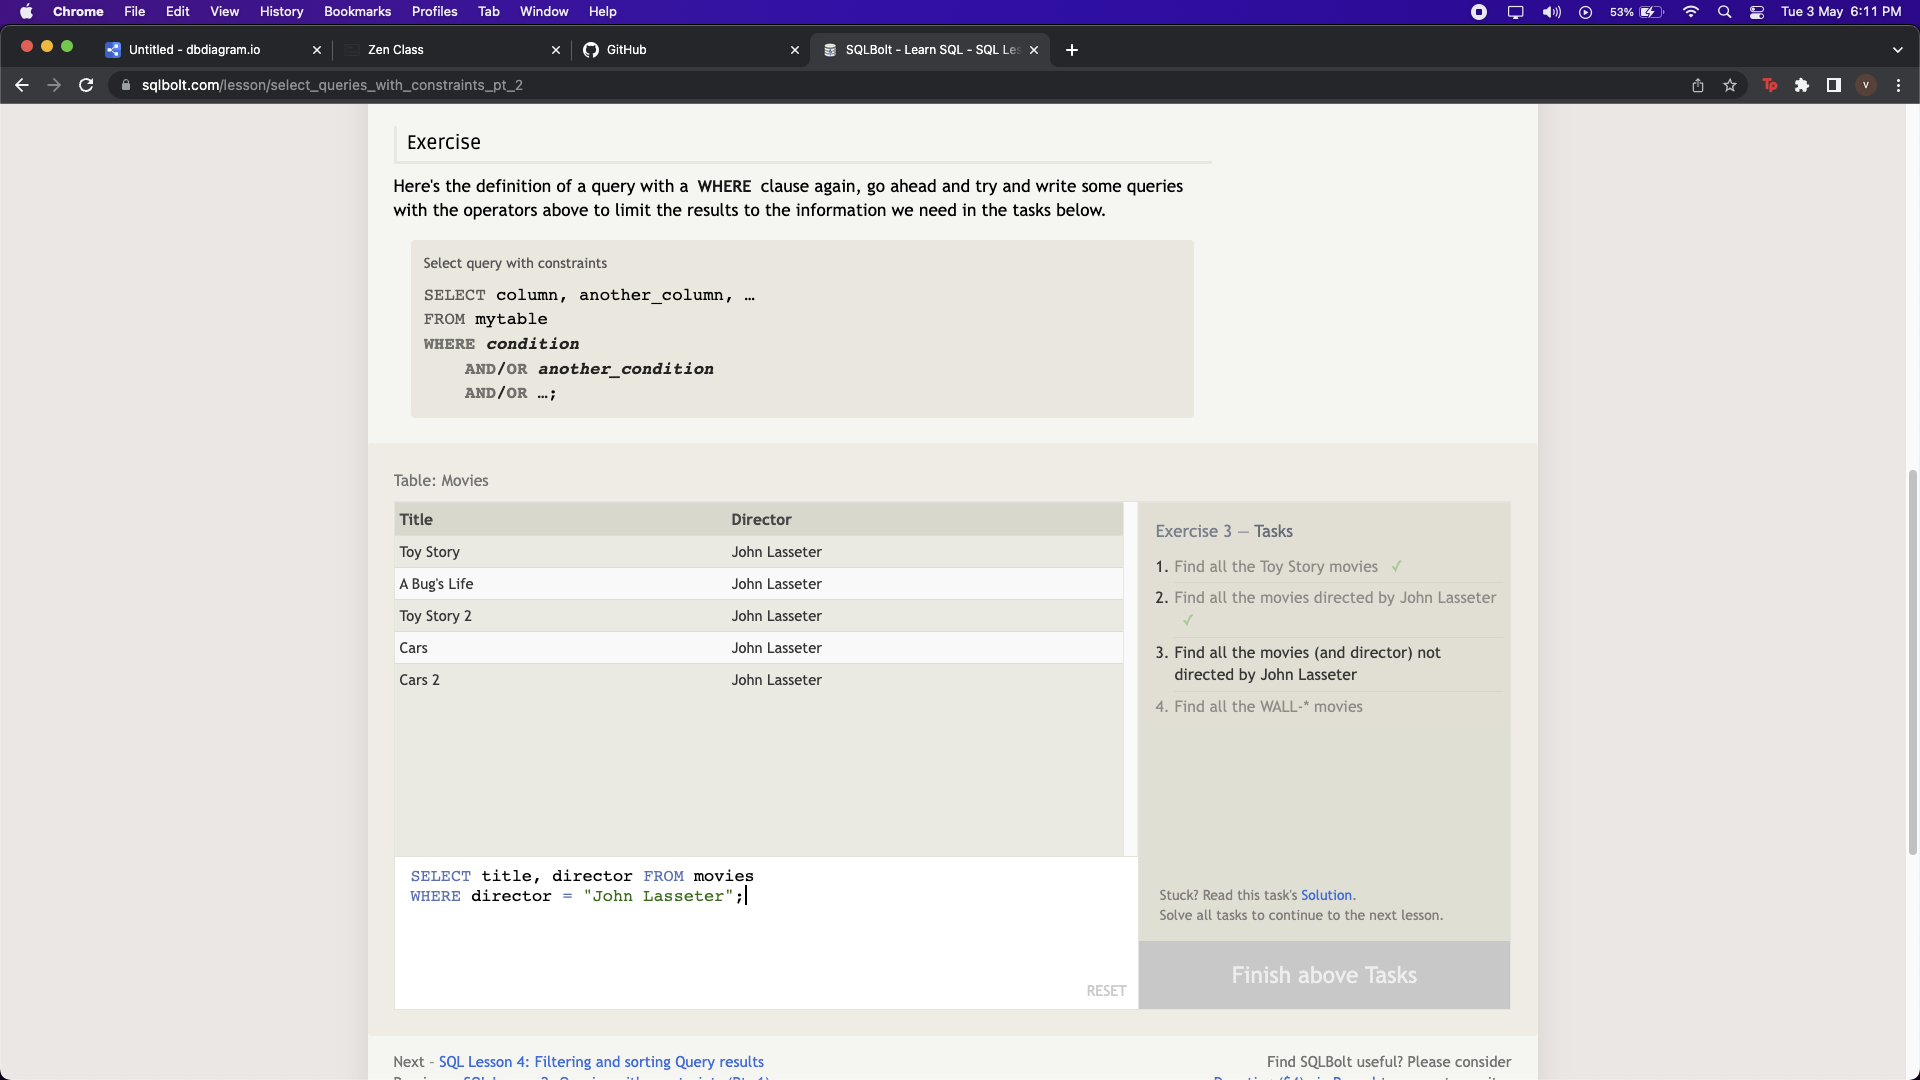 Chrome File Edit View History Bookmarks Profiles Tab Window Help 53% Tue 3 May 6:11 PM
Untitled - dbdiagram.io Zen Class GitHub SQLBolt - Learn SQL - SQL Les
sqlbolt.com/lesson/select_queries_with_constraints_pt_2 Tp V
Exercise
Here's the definition of a query with a WHERE clause again, go ahead and try and write some queries
with the operators above to limit the results to the information we need in the tasks below.
Select query with constraints
SELECT column, another_column, …
FROM mytable
WHERE condition
AND/OR another_condition
AND/OR …;
Table: Movies
Title Director
Toy Story John Lasseter
A Bug's Life John Lasseter
Toy Story 2 John Lasseter
Cars John Lasseter
Cars 2 John Lasseter
SELECT title, director FROM movies
WHERE director = "John Lasseter";
RESET
Exercise 3 — Tasks
1. Find all the Toy Story movies ✓
2. Find all the movies directed by John Lasseter
✓
3. Find all the movies (and director) not
directed by John Lasseter
4. Find all the WALL-* movies
Stuck? Read this task's Solution.
Solve all tasks to continue to the next lesson.
Finish above Tasks
Next – SQL Lesson 4: Filtering and sorting Query results
Find SQLBolt useful? Please consider